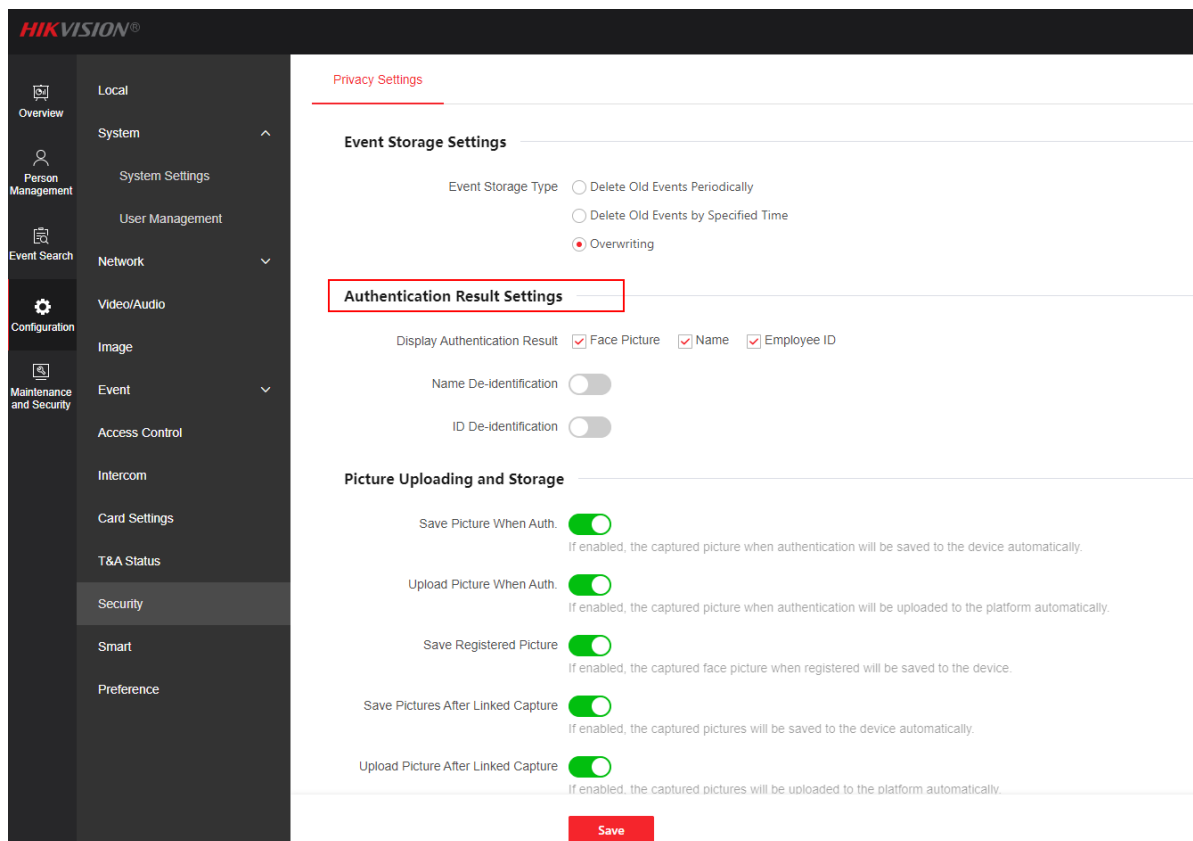 HIKVISION®
Overview
Person
Management
Event Search
Configuration
Maintenance
and Security
Local
System
System Settings
User Management
Network
Video/Audio
Image
Event
Access Control
Intercom
Card Settings
T&A Status
Security
Smart
Preference
Privacy Settings
Event Storage Settings
Event Storage Type Delete Old Events Periodically
Delete Old Events by Specified Time
Overwriting
Authentication Result Settings
Display Authentication Result Face Picture Name Employee ID
Name De-identification
ID De-identification
Picture Uploading and Storage
Save Picture When Auth.
If enabled, the captured picture when authentication will be saved to the device automatically.
Upload Picture When Auth.
If enabled, the captured picture when authentication will be uploaded to the platform automatically.
Save Registered Picture
If enabled, the captured face picture when registered will be saved to the device.
Save Pictures After Linked Capture
If enabled, the captured pictures will be saved to the device automatically.
Upload Picture After Linked Capture
If enabled, the captured pictures will be uploaded to the platform automatically.
Save